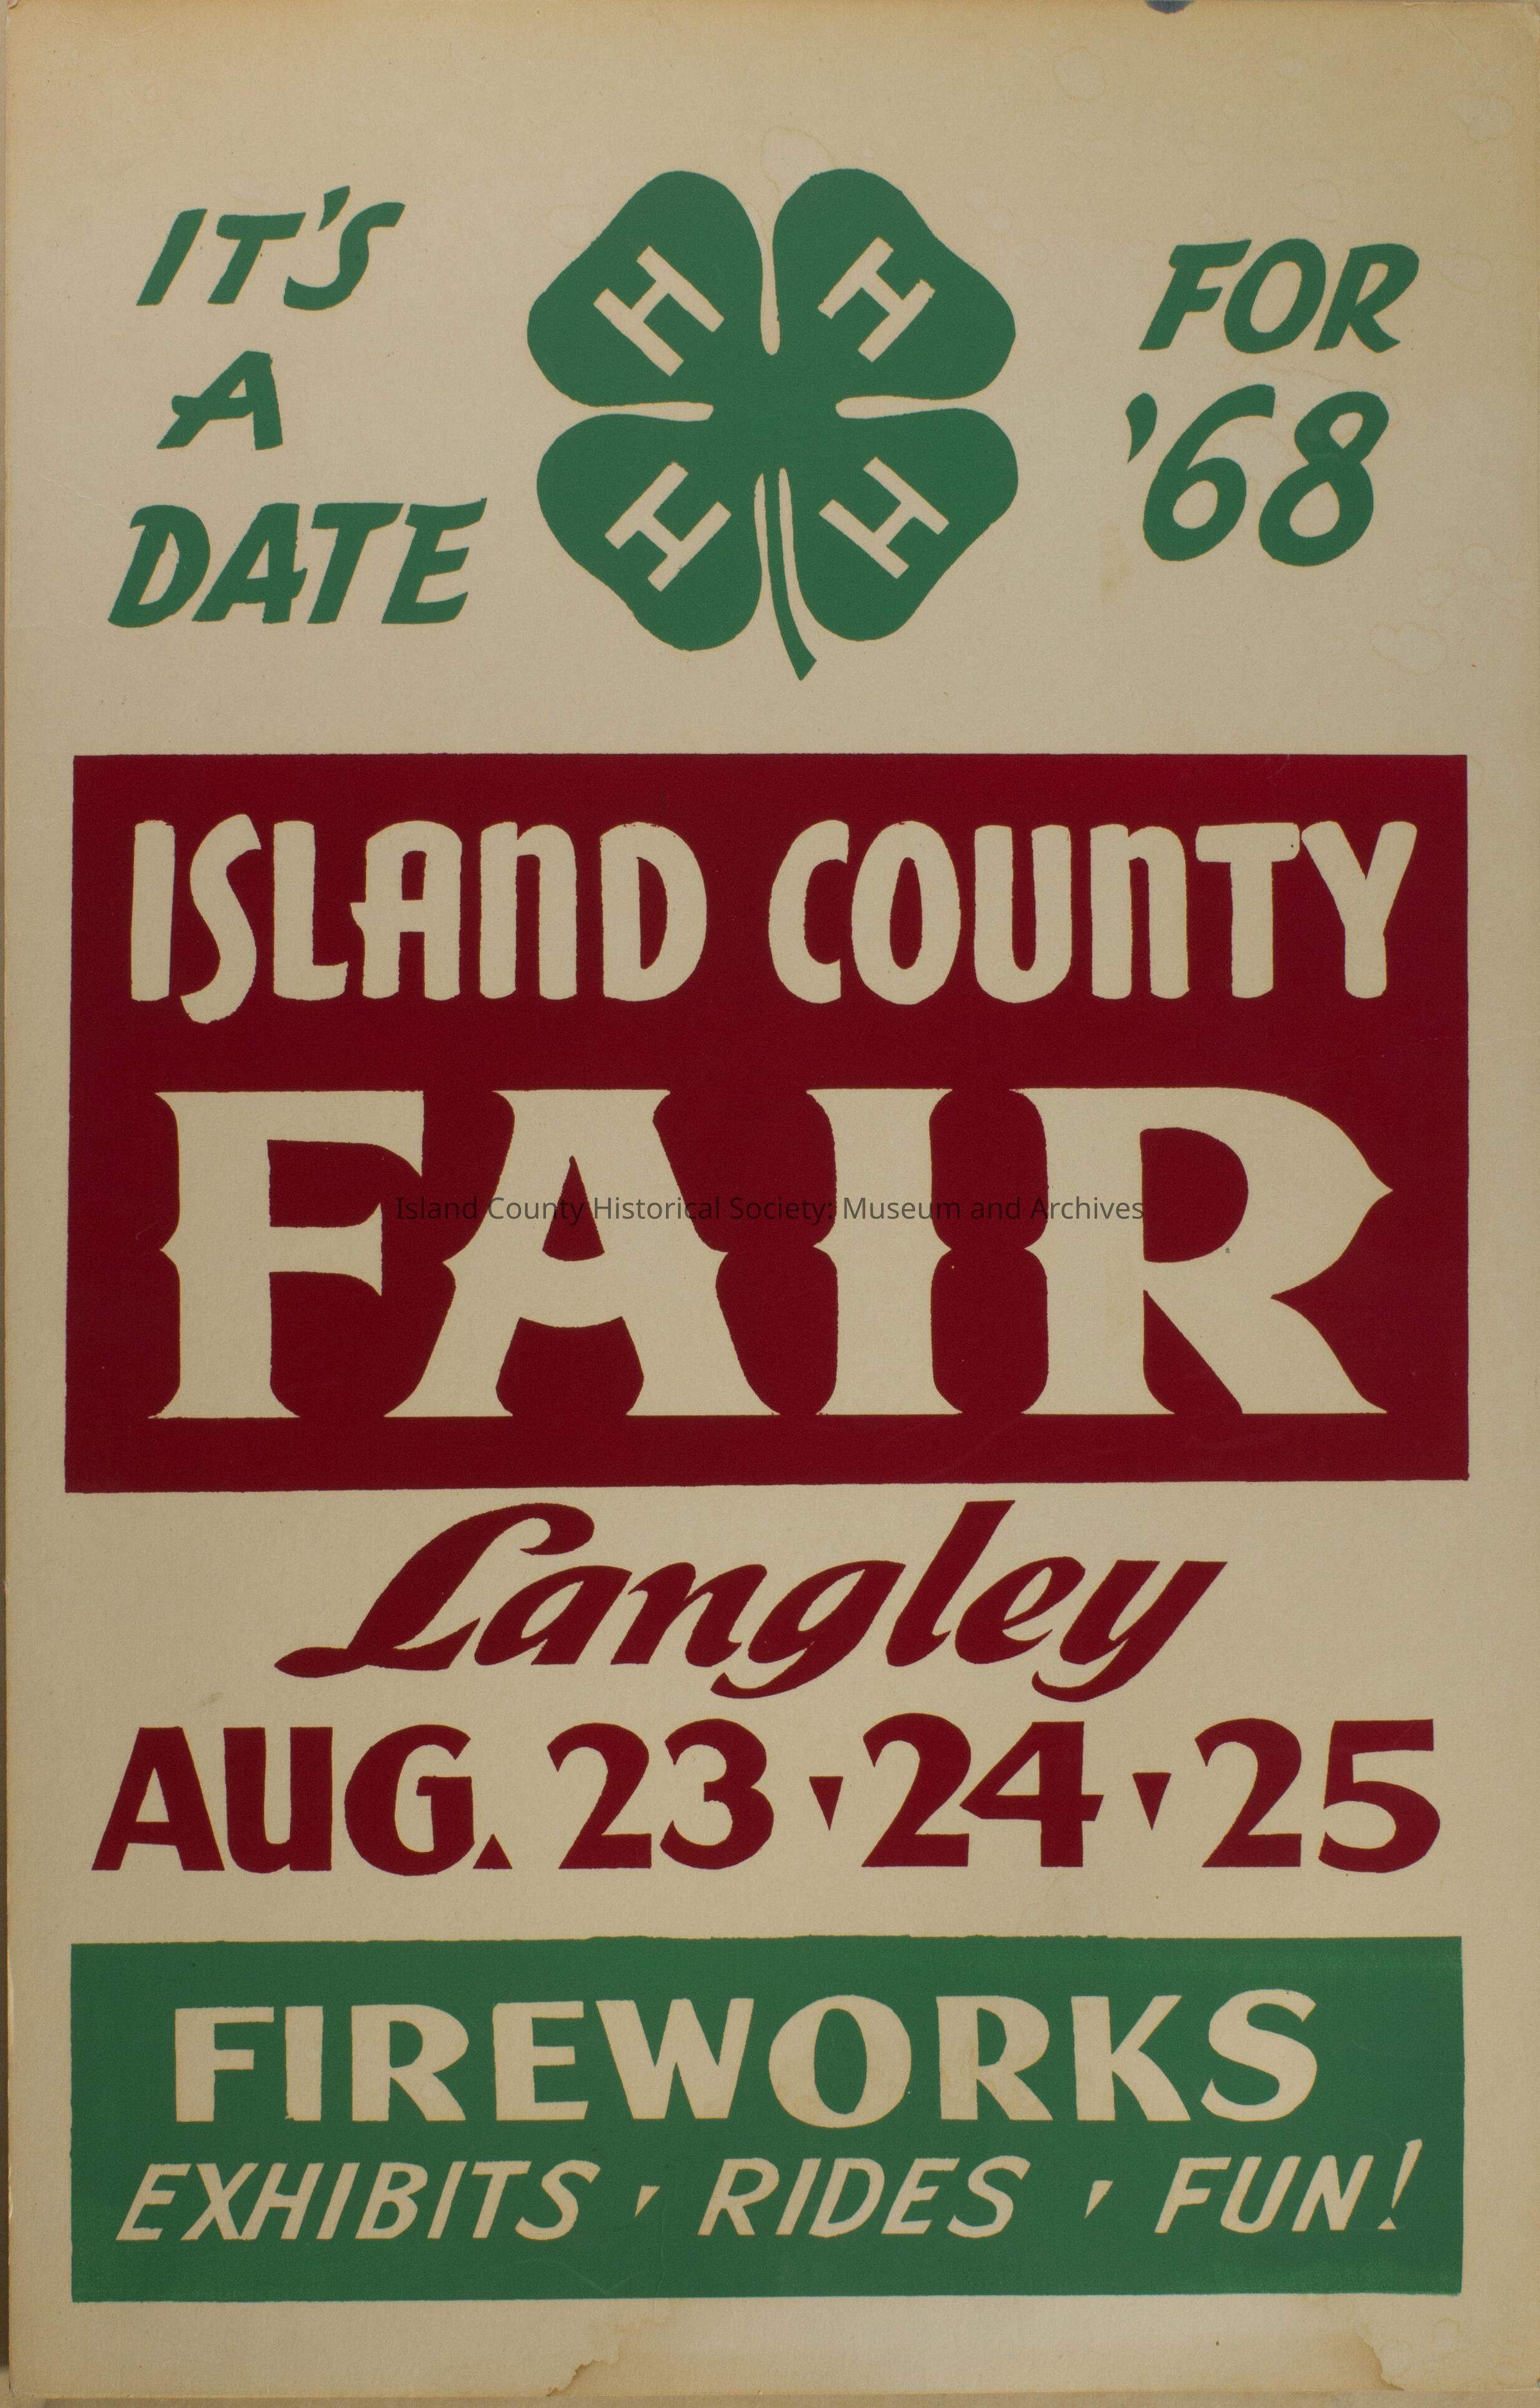 IT'S
A
DATE
H H
H H
FOR
'68
ISLAND COUNTY
FAIR
Island County Historical Society: Museum and Archives
Langley
AUG. 23 ▾ 24 ▾ 25
FIREWORKS
EXHIBITS ' RIDES ' FUN!